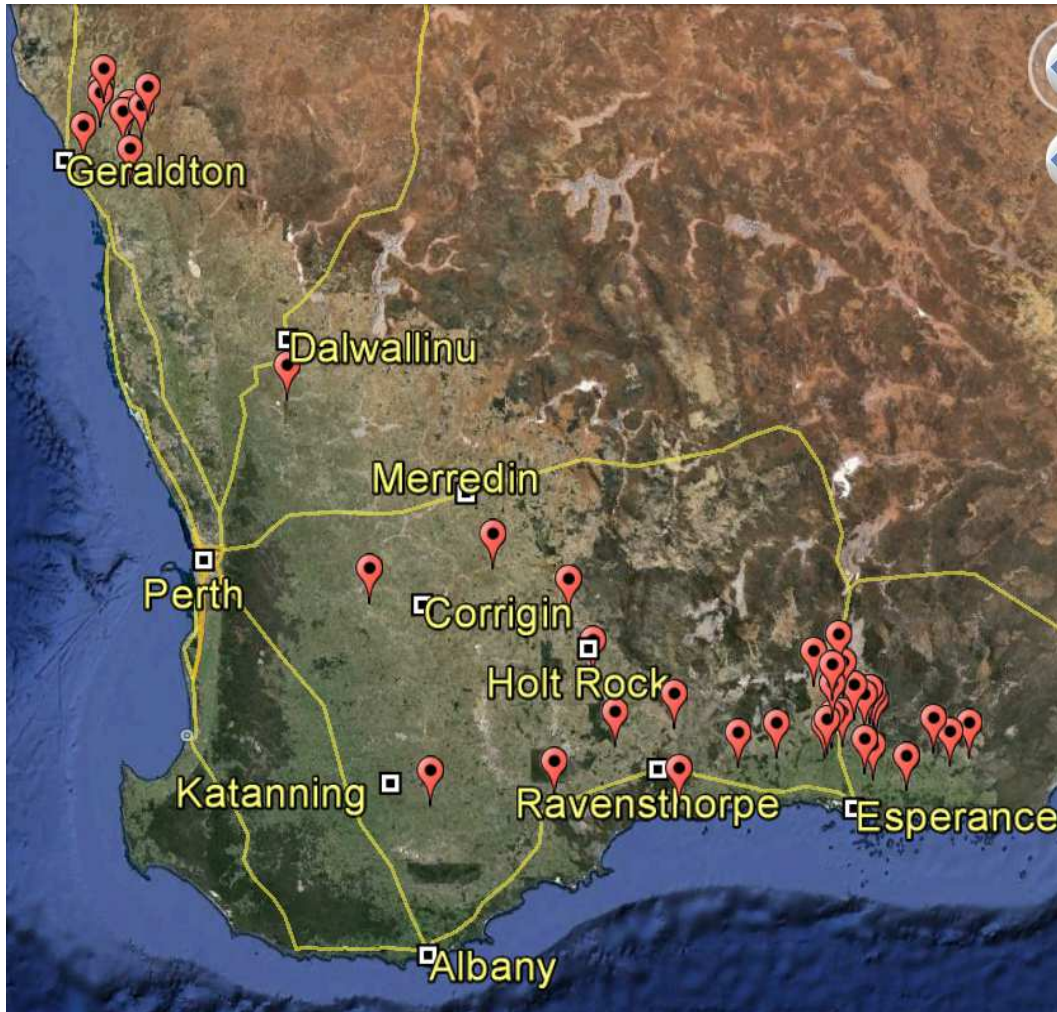 Geraldton
Dalwallinu
Merredin
Perth
Corrigin
Holt Rock
Katanning
Ravensthorpe
Esperance
Albany